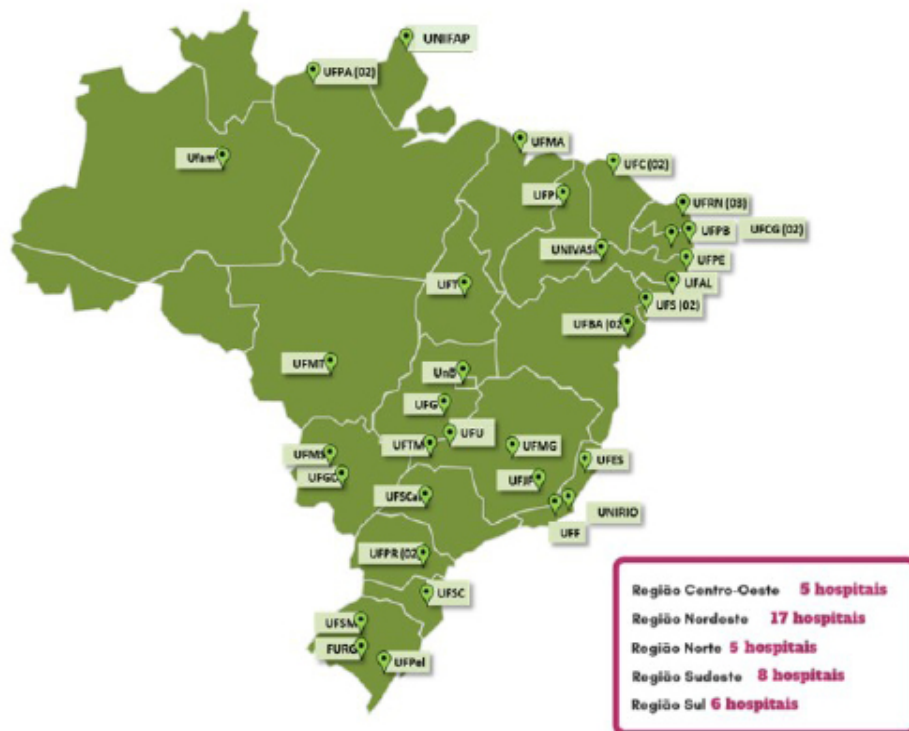 UNIFAP
UFPA (02)
UFMA
Ufam
UFC (02)
UFPI
UFRN (03)
UFPB
UFCG (02)
UNIVASF
UFPE
UFT
UFAL
UFS (02)
UFBA (02
UFMT
UnB
UFG
UFU
UFTM
UFMG
UFMS
UFES
UFGD
UFJF
UFSCar
UNIRIO
UFF
UFPR (02)
UFSC
UFSM
FURG
UFPel
Região Centro-Oeste 5 hospitais
Região Nordeste 17 hospitais
Região Norte 5 hospitais
Região Sudeste 8 hospitais
Região Sul 6 hospitais